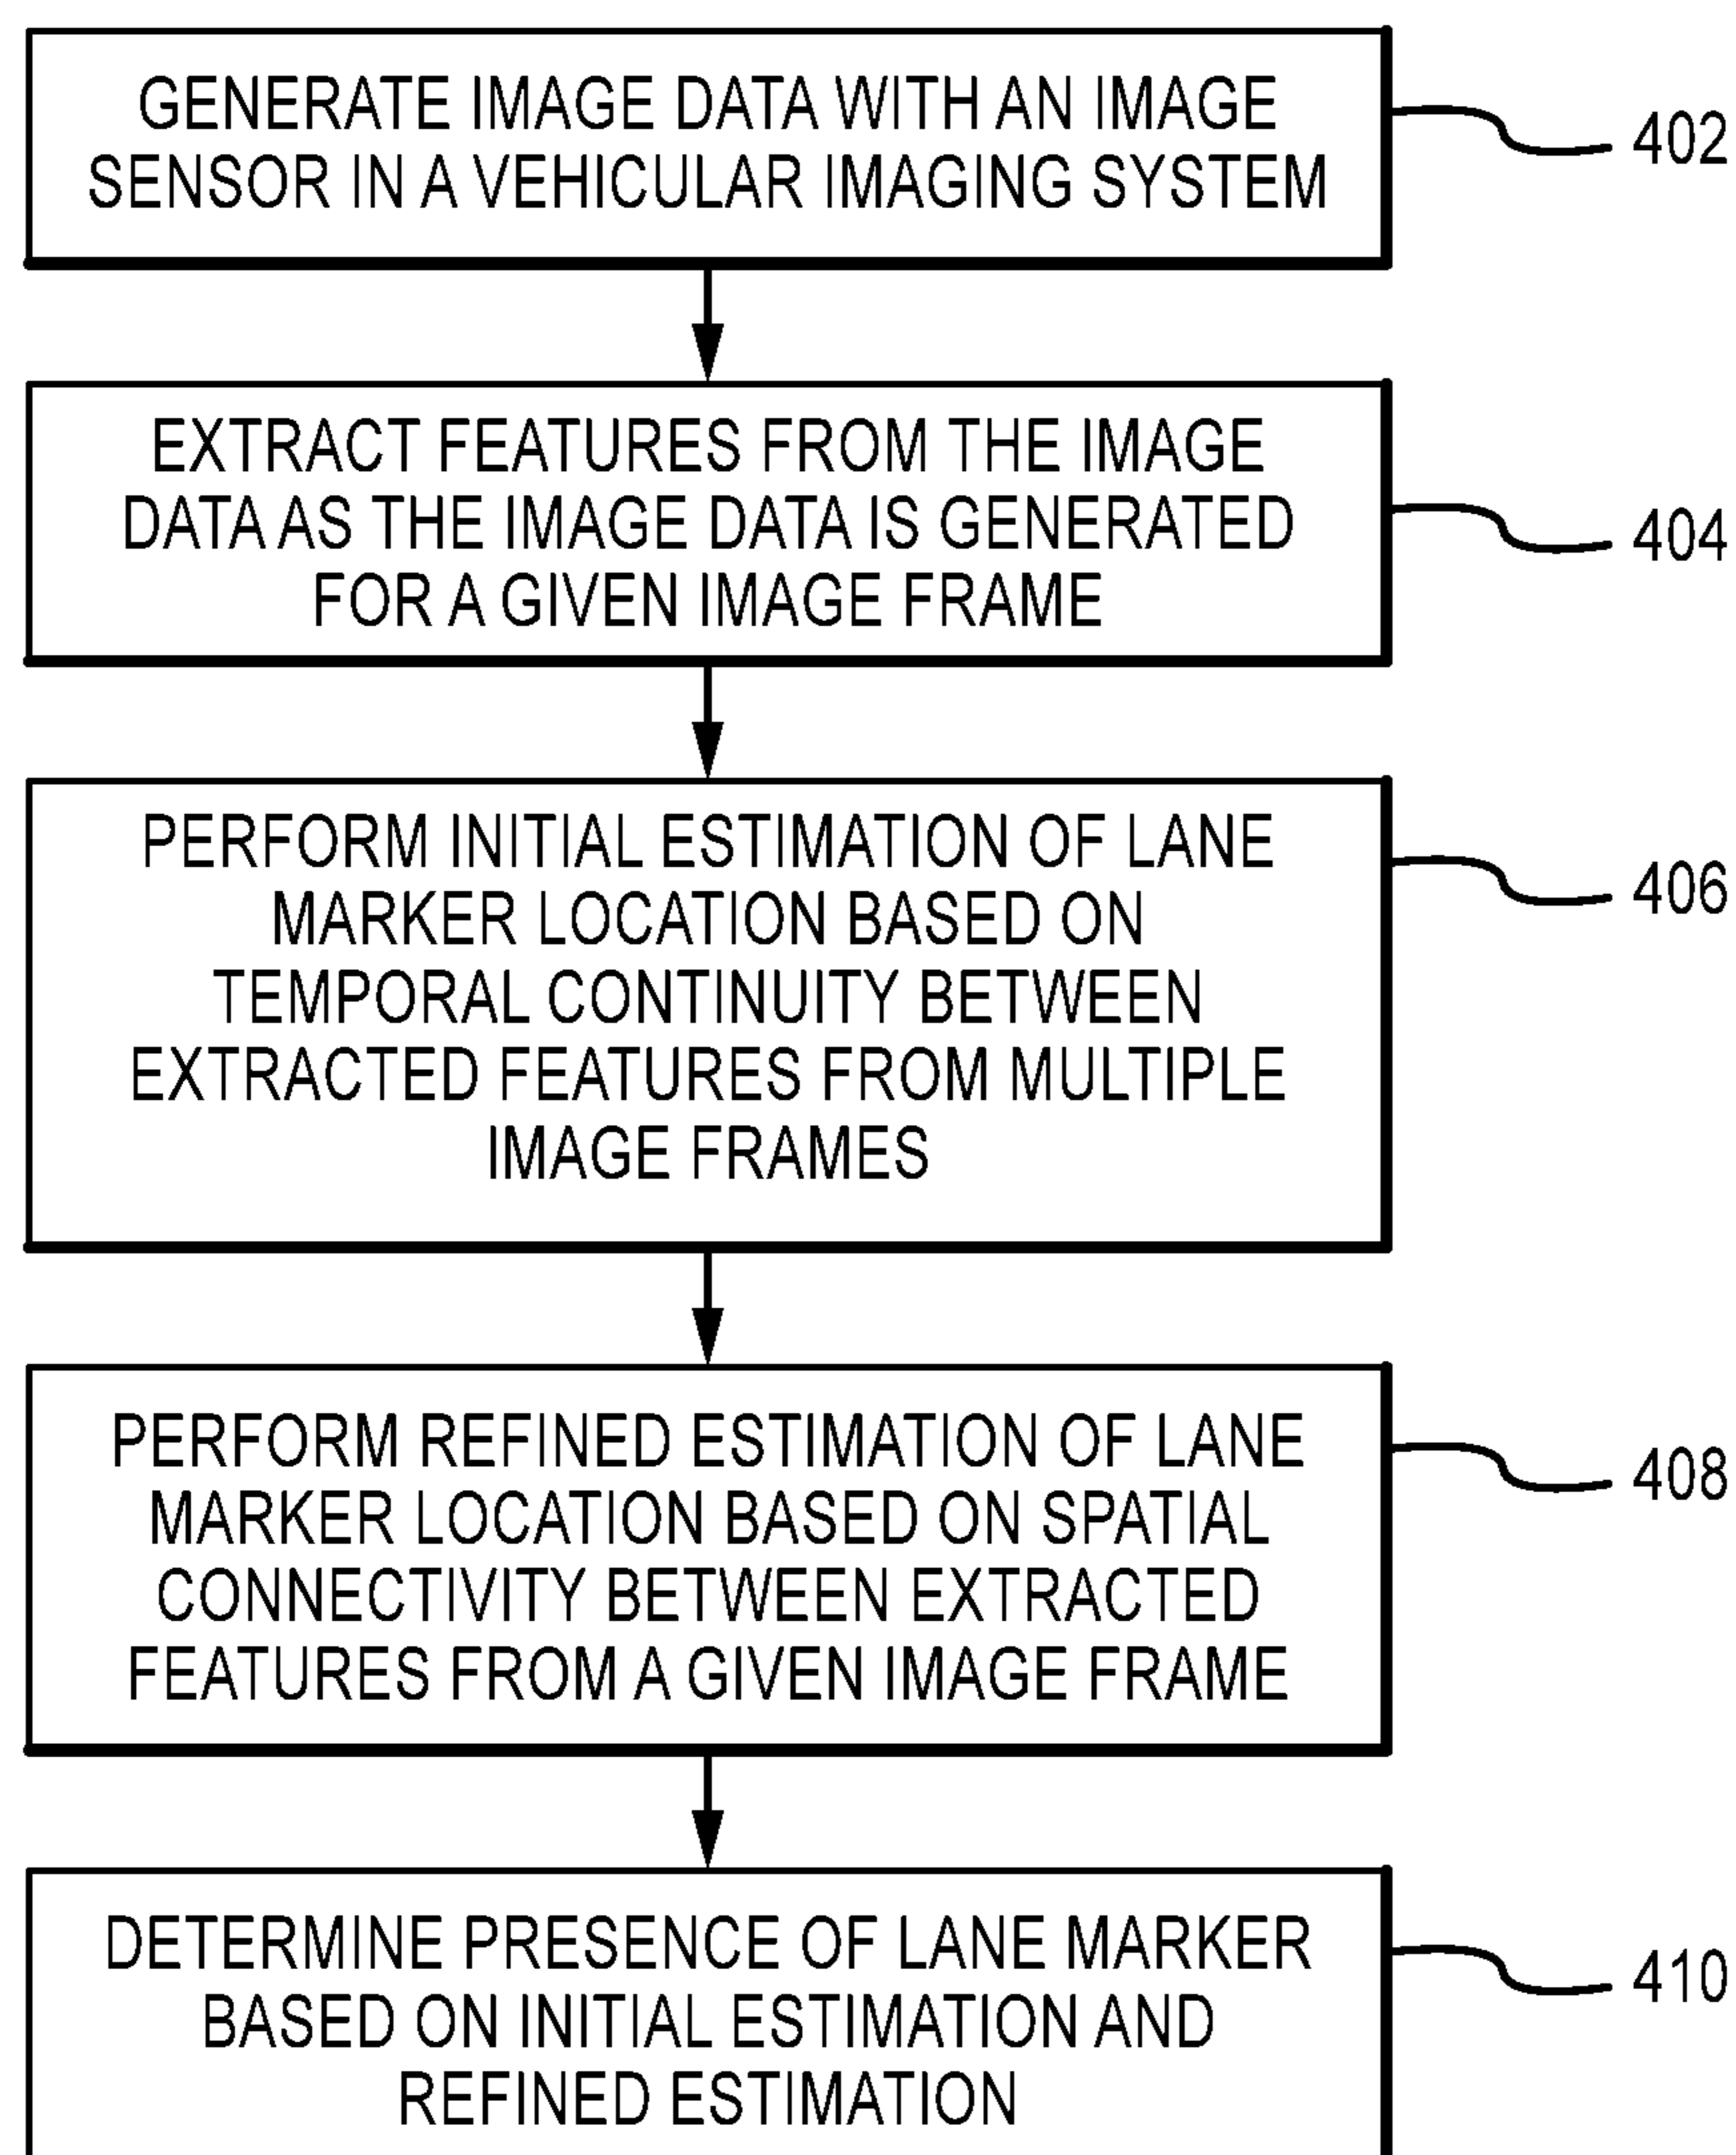 GENERATE IMAGE DATA WITH AN IMAGE
SENSOR IN A VEHICULAR IMAGING SYSTEM
402
EXTRACT FEATURES FROM THE IMAGE
DATA AS THE IMAGE DATA IS GENERATED
FOR A GIVEN IMAGE FRAME
404
PERFORM INITIAL ESTIMATION OF LANE
MARKER LOCATION BASED ON
TEMPORAL CONTINUITY BETWEEN
EXTRACTED FEATURES FROM MULTIPLE
IMAGE FRAMES
406
PERFORM REFINED ESTIMATION OF LANE
MARKER LOCATION BASED ON SPATIAL
CONNECTIVITY BETWEEN EXTRACTED
FEATURES FROM A GIVEN IMAGE FRAME
408
DETERMINE PRESENCE OF LANE MARKER
BASED ON INITIAL ESTIMATION AND
REFINED ESTIMATION
410